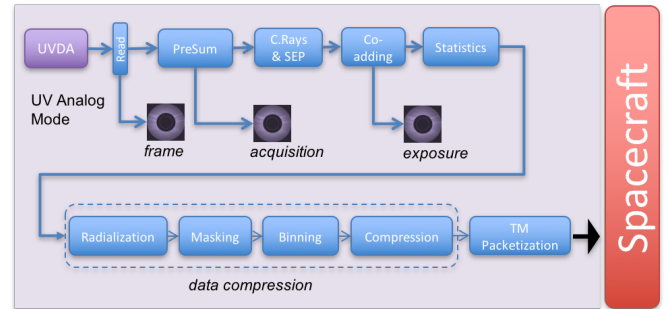 UVDA
Read
PreSum
C.Rays
& SEP
Co-
adding
Statistics
UV Analog
Mode
frame
acquisition
exposure
Radialization
Masking
Binning
Compression
TM
Packetization
data compression
Spacecraft